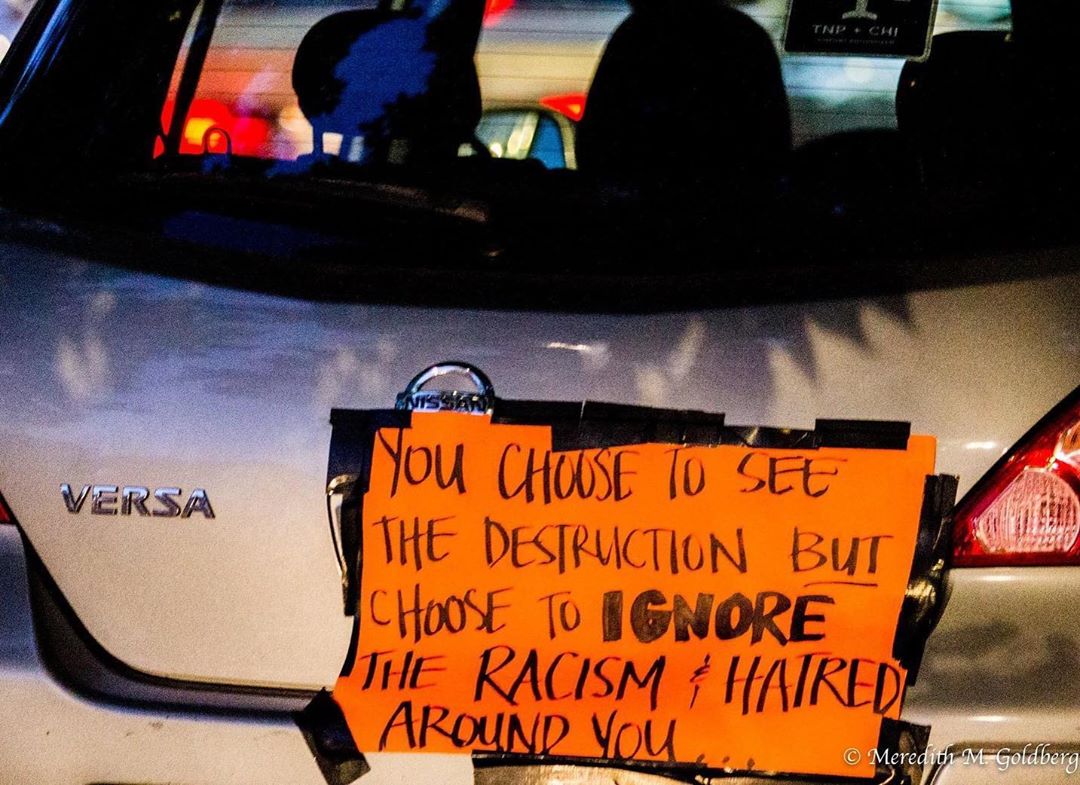 TNP + CHI
NISSAN
VERSA
YOU CHOOSE TO SEE
THE DESTRUCTION BUT
CHOOSE TO IGNORE
THE RACISM & HATRED
AROUND YOU....
© Meredith M. Goldberg